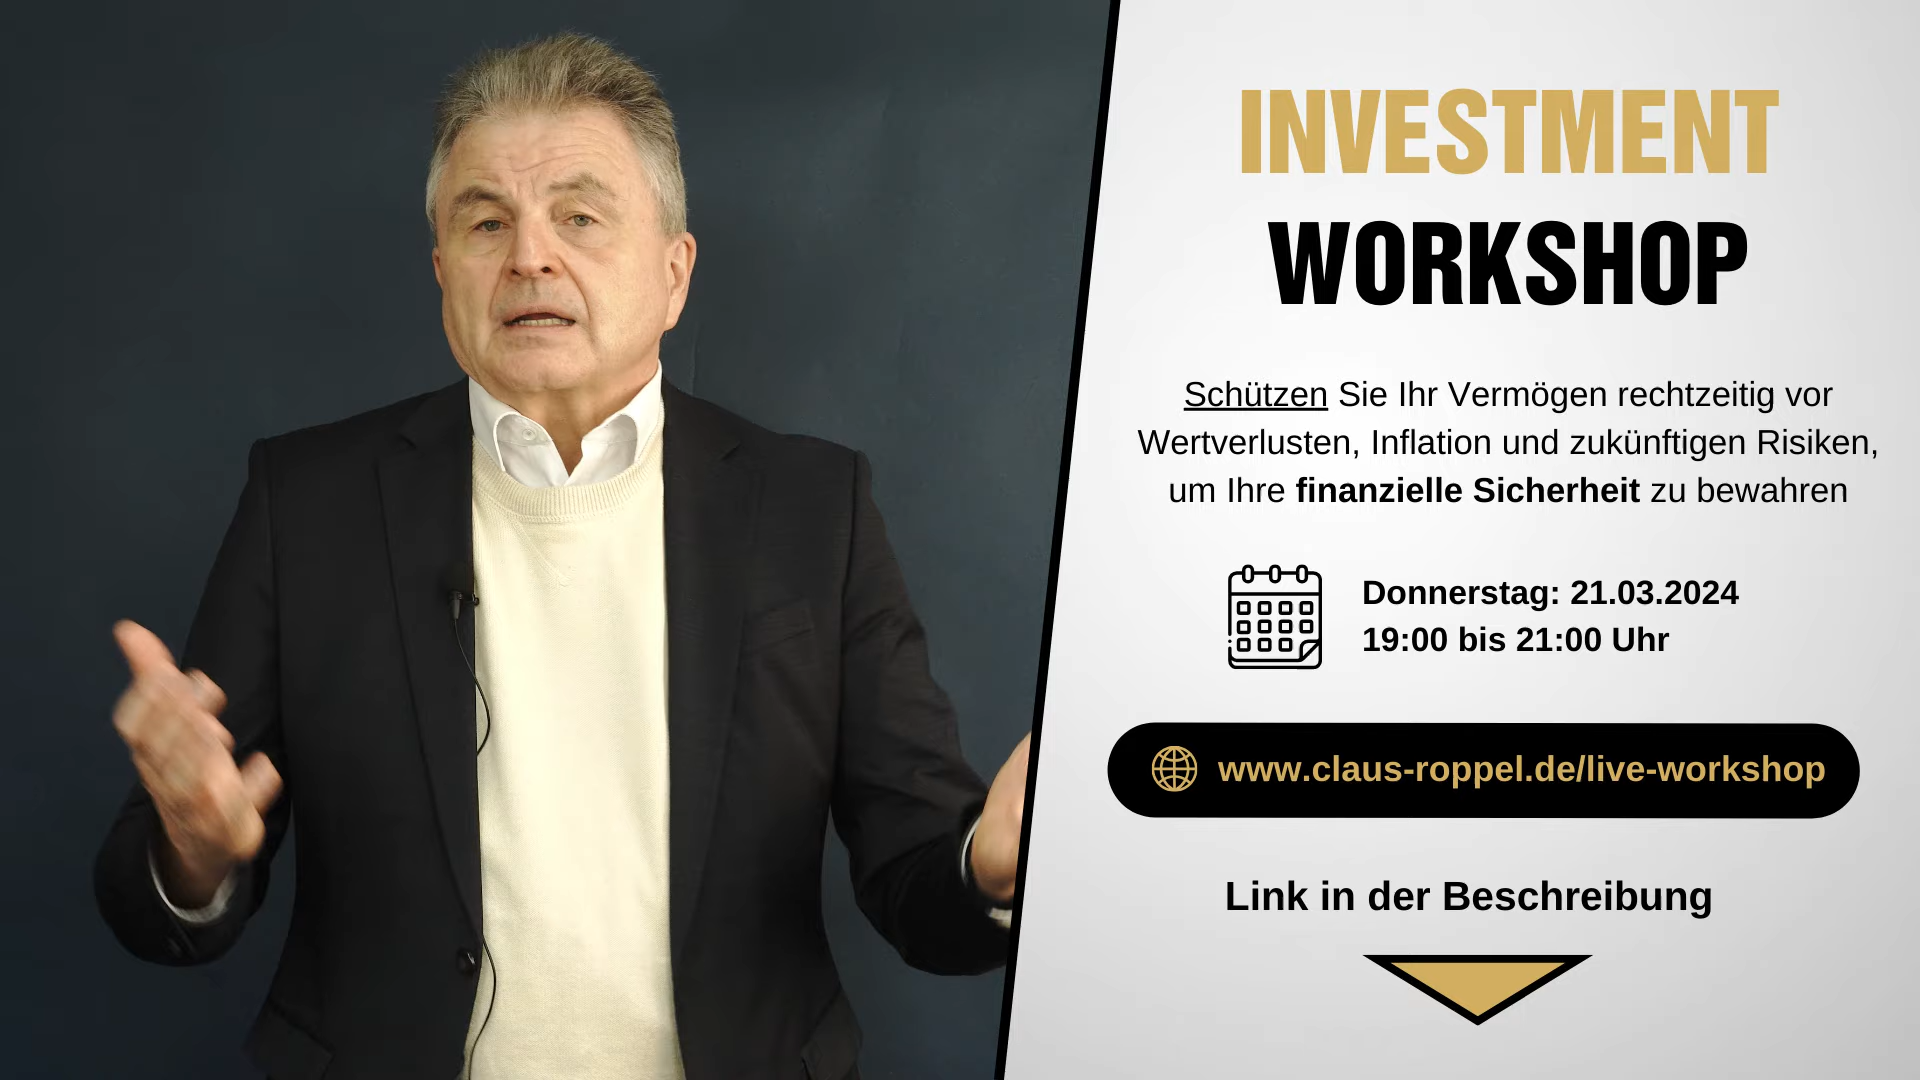 INVESTMENT
WORKSHOP
Schützen Sie Ihr Vermögen rechtzeitig vor
Wertverlusten, Inflation und zukünftigen Risiken,
um Ihre finanzielle Sicherheit zu bewahren
Donnerstag: 21.03.2024
19:00 bis 21:00 Uhr
www.claus-roppel.de/live-workshop
Link in der Beschreibung